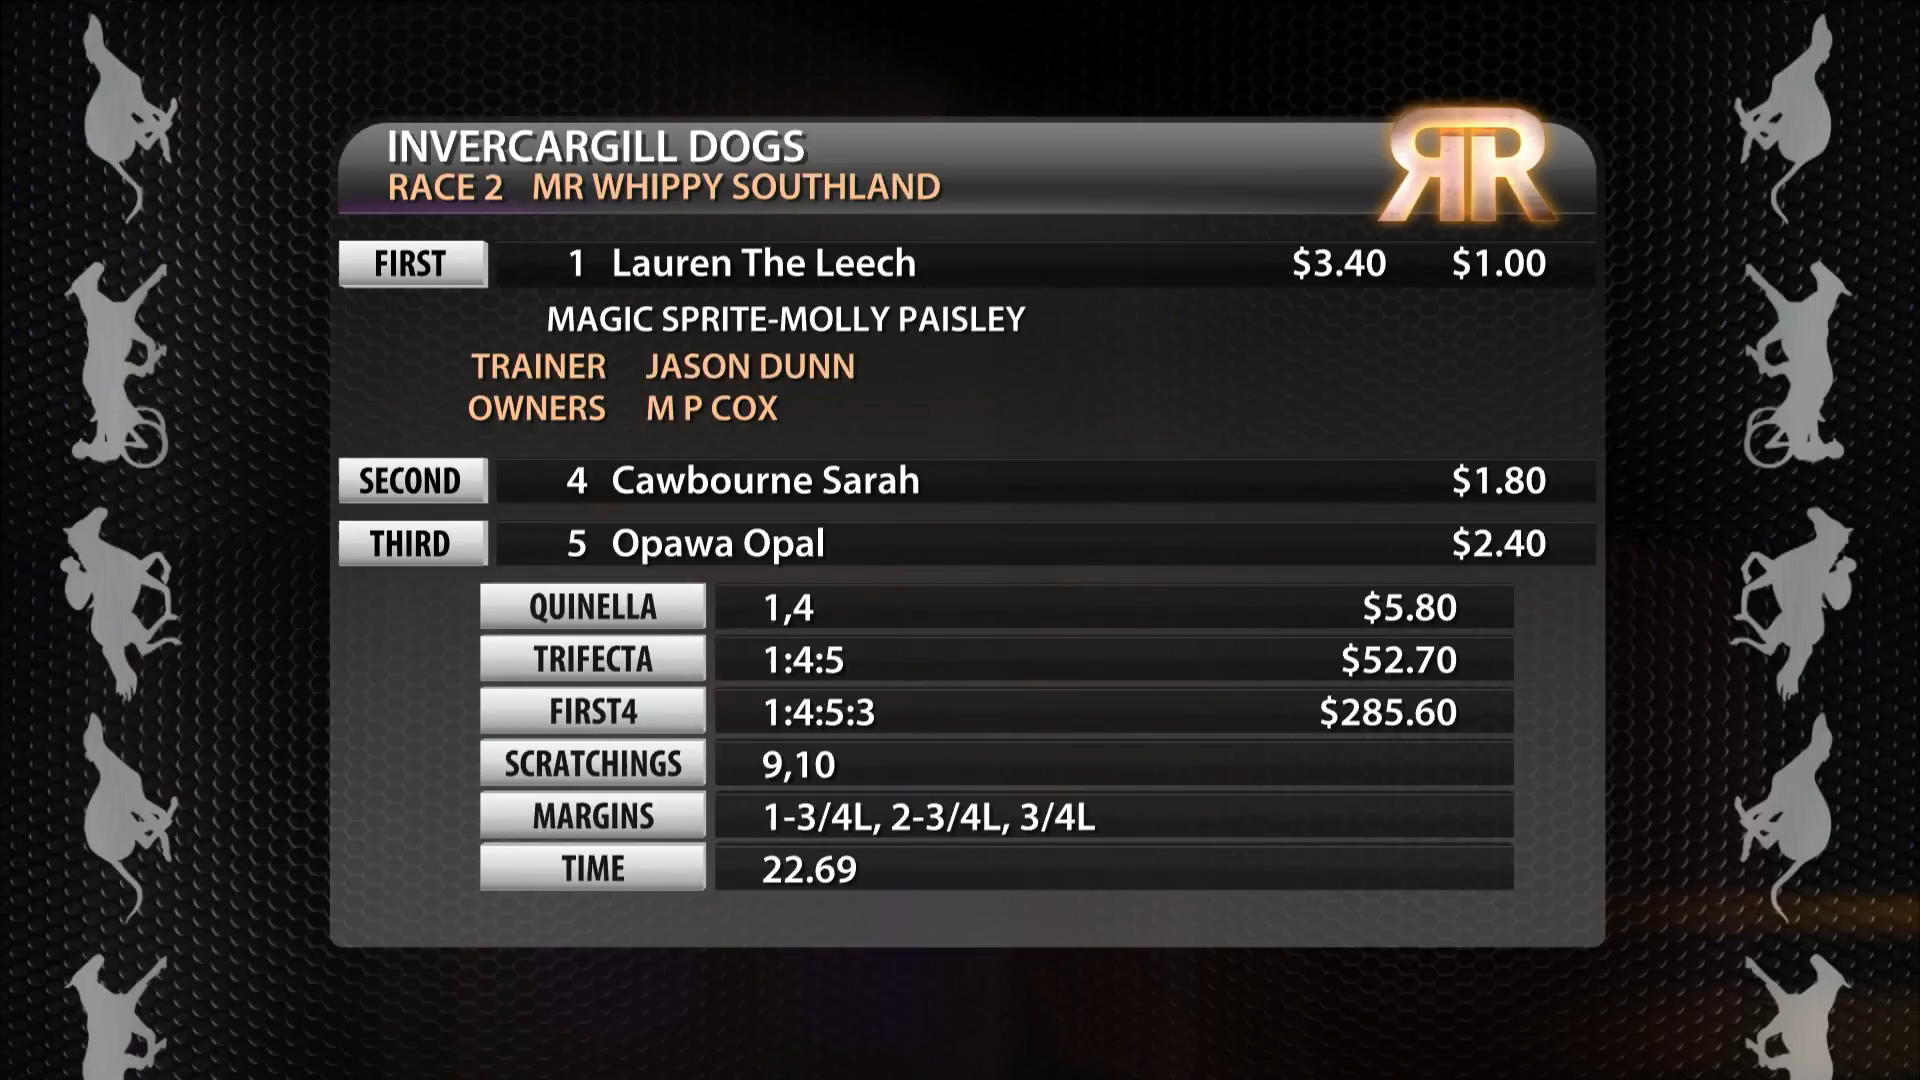 INVERCARGILL DOGS
RACE 2 MR WHIPPY SOUTHLAND
RR
FIRST 1 Lauren The Leech $3.40 $1.00
MAGIC SPRITE-MOLLY PAISLEY
TRAINER JASON DUNN
OWNERS M P COX
SECOND 4 Cawbourne Sarah $1.80
THIRD 5 Opawa Opal $2.40
QUINELLA 1,4 $5.80
TRIFECTA 1:4:5 $52.70
FIRST4 1:4:5:3 $285.60
SCRATCHINGS 9,10
MARGINS 1-3/4L, 2-3/4L, 3/4L
TIME 22.69